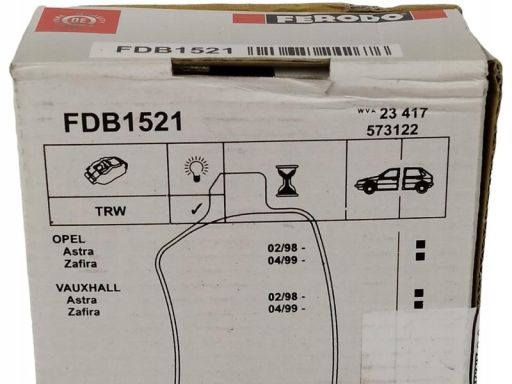 OE
FERODO
FDB1521
FDB1521
WVA 23 417
573122
TRW ✓
OPEL
Astra 02/98 -
Zafira 04/99 -
VAUXHALL
Astra 02/98 -
Zafira 04/99 -